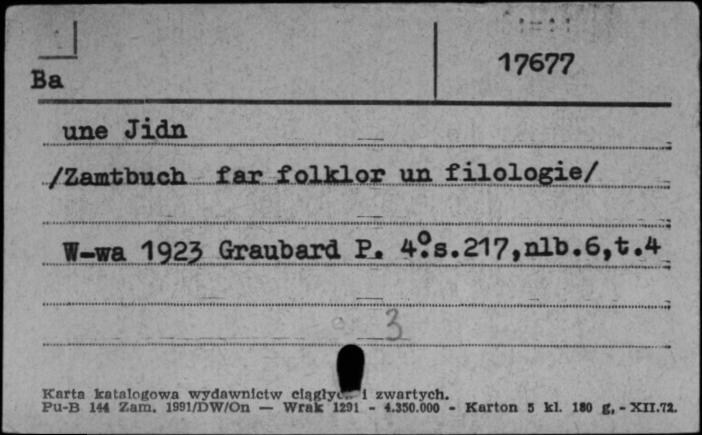 17677
Ba
une Jidn
/Zamtbuch far folklor un filologie/
W-wa 1923 Graubard P. 4°.s.217,nlb.6,t.4
3
Karta katalogowa wydawnictw ciągłych i zwartych.
Pu-B 144 Zam. 1991/DW/On — Wrak 1291 - 4.350.000 - Karton 5 kl. 180 g, - XII.72.